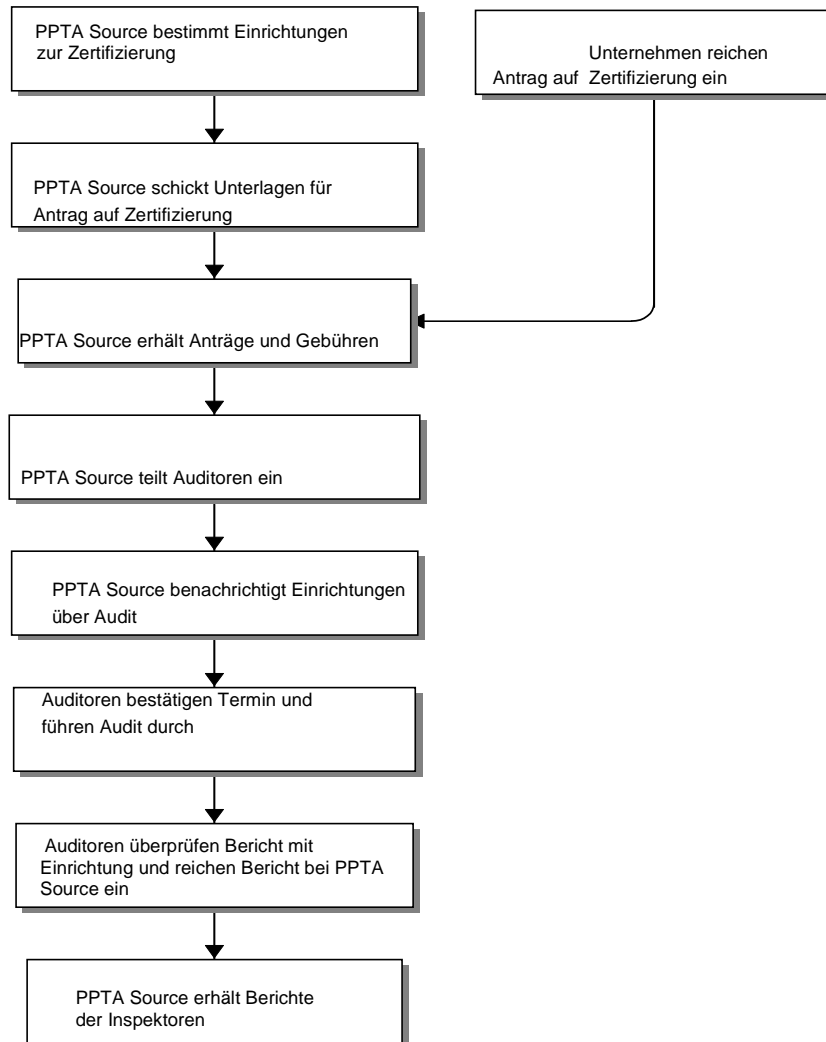 PPTA Source bestimmt Einrichtungen
zur Zertifizierung
Unternehmen reichen
Antrag auf Zertifizierung ein
PPTA Source schickt Unterlagen für
Antrag auf Zertifizierung
PPTA Source erhält Anträge und Gebühren
PPTA Source teilt Auditoren ein
PPTA Source benachrichtigt Einrichtungen
über Audit
Auditoren bestätigen Termin und
führen Audit durch
Auditoren überprüfen Bericht mit
Einrichtung und reichen Bericht bei PPTA
Source ein
PPTA Source erhält Berichte
der Inspektoren